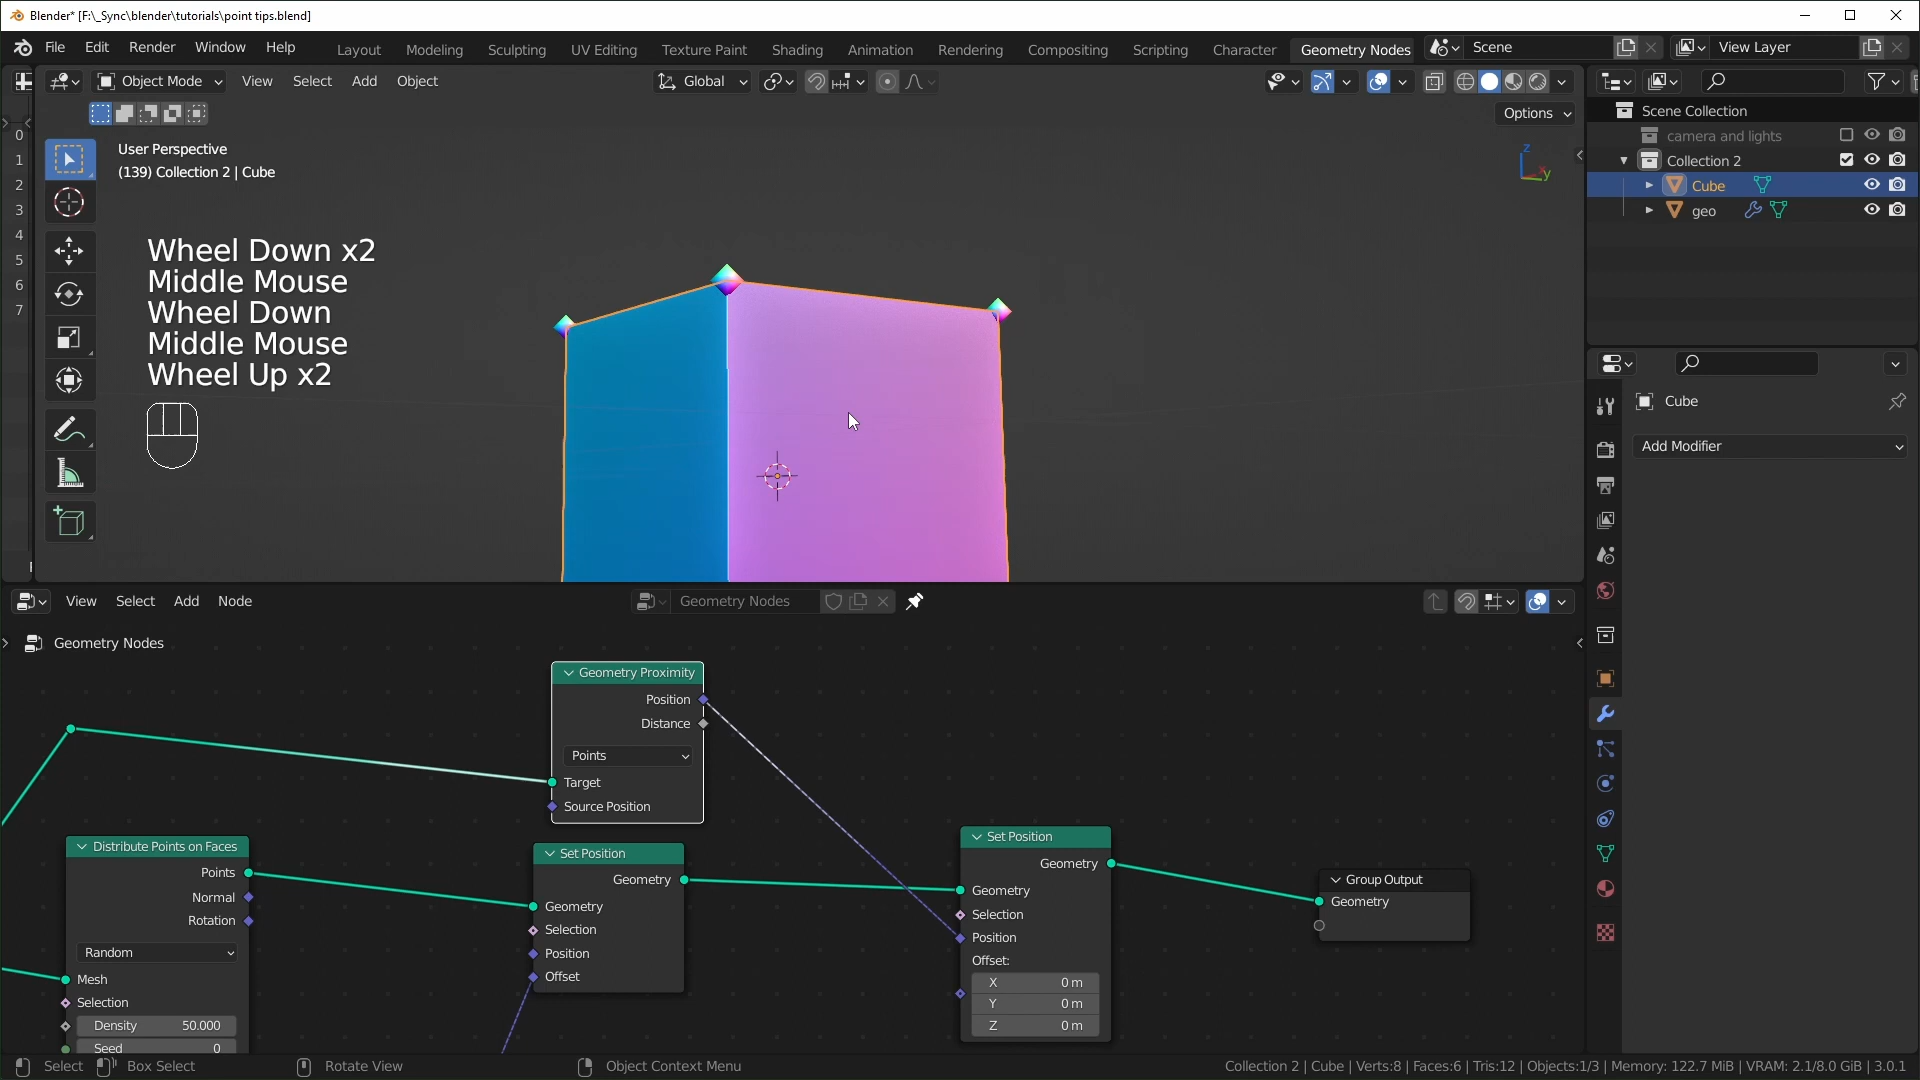 Blender* [F:\_Sync\blender\tutorials\point tips.blend]
File Edit Render Window Help Layout Modeling Sculpting UV Editing Texture Paint Shading Animation Rendering Compositing Scripting Character Geometry Nodes Scene View Layer
Object Mode View Select Add Object Global
Options
Scene Collection
camera and lights
Collection 2
Cube
geo
0
1
2
3
4
5
6
7
User Perspective
(139) Collection 2 | Cube
Z
y
Wheel Down x2
Middle Mouse
Wheel Down
Middle Mouse
Wheel Up x2
Cube
Add Modifier
View Select Add Node Geometry Nodes
Geometry Nodes
Geometry Proximity
Position
Distance
Points
Target
Source Position
Distribute Points on Faces
Points
Normal
Rotation
Random
Mesh
Selection
Density 50.000
Seed 0
Set Position
Geometry
Geometry
Selection
Position
Offset
Set Position
Geometry
Geometry
Selection
Position
Offset:
X 0 m
Y 0 m
Z 0 m
Group Output
Geometry
Select Box Select Rotate View Object Context Menu Collection 2 | Cube | Verts:8 | Faces:6 | Tris:12 | Objects:1/3 | Memory: 122.7 MiB | VRAM: 2.1/8.0 GiB | 3.0.1